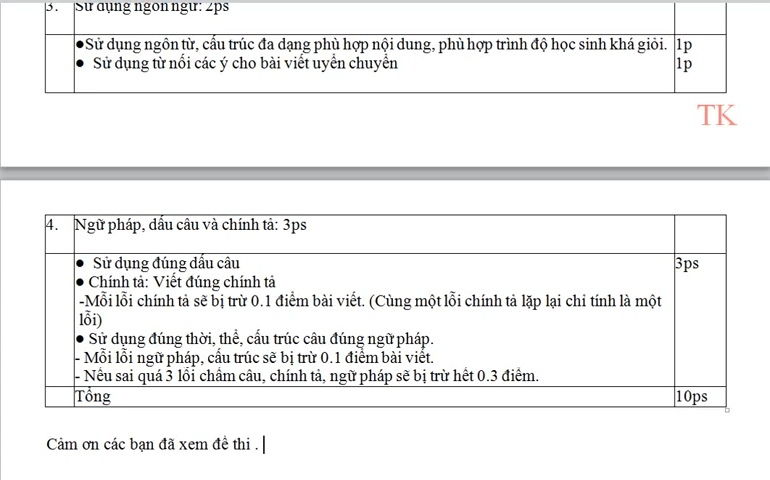 3. Sử dụng ngôn ngữ: 2ps
●Sử dụng ngôn từ, cấu trúc đa dạng phù hợp nội dung, phù hợp trình độ học sinh khá giỏi. 1p
● Sử dụng từ nối các ý cho bài viết uyển chuyển 1p
TK
4. Ngữ pháp, dấu câu và chính tả: 3ps
● Sử dụng đúng dấu câu 3ps
● Chính tả: Viết đúng chính tả
-Mỗi lỗi chính tả sẽ bị trừ 0.1 điểm bài viết. (Cùng một lỗi chính tả lặp lại chỉ tính là một
lỗi)
● Sử dụng đúng thời, thể, cấu trúc câu đúng ngữ pháp.
- Mỗi lỗi ngữ pháp, cấu trúc sẽ bị trừ 0.1 điểm bài viết.
- Nếu sai quá 3 lỗi chấm câu, chính tả, ngữ pháp sẽ bị trừ hết 0.3 điểm.
Tổng 10ps
Cảm ơn các bạn đã xem đề thi .